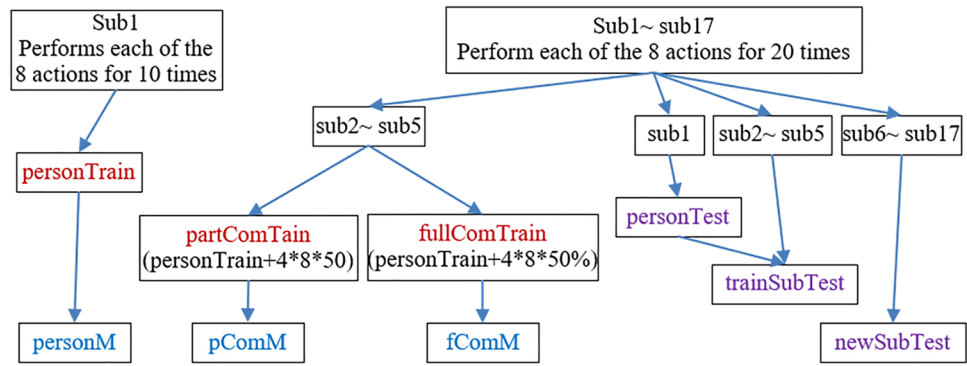 Sub1
Performs each of the
8 actions for 10 times
Sub1~ sub17
Perform each of the 8 actions for 20 times
sub2~ sub5
sub1
sub2~ sub5
sub6~ sub17
personTrain
personTest
partComTain
(personTrain+4*8*50)
fullComTrain
(personTrain+4*8*50%)
trainSubTest
personM
pComM
fComM
newSubTest